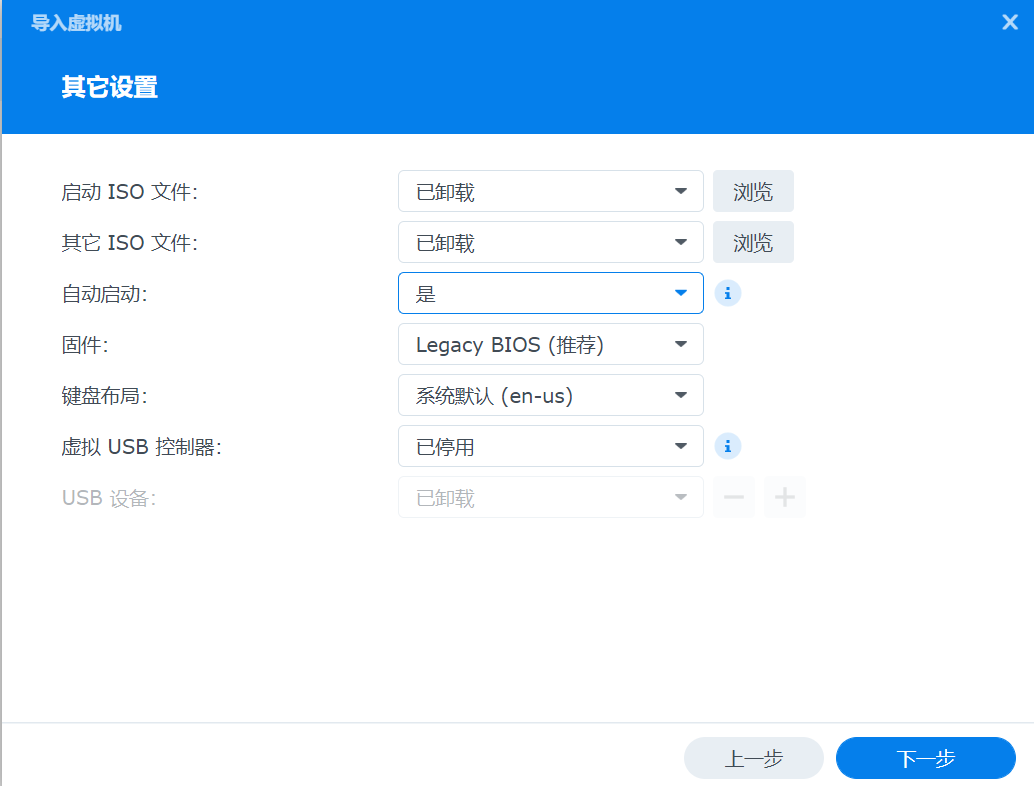 导入虚拟机
其它设置
启动 ISO 文件: 已卸载 浏览
其它 ISO 文件: 已卸载 浏览
自动启动: 是
固件: Legacy BIOS (推荐)
键盘布局: 系统默认 (en-us)
虚拟 USB 控制器: 已停用
USB 设备: 已卸载
上一步 下一步